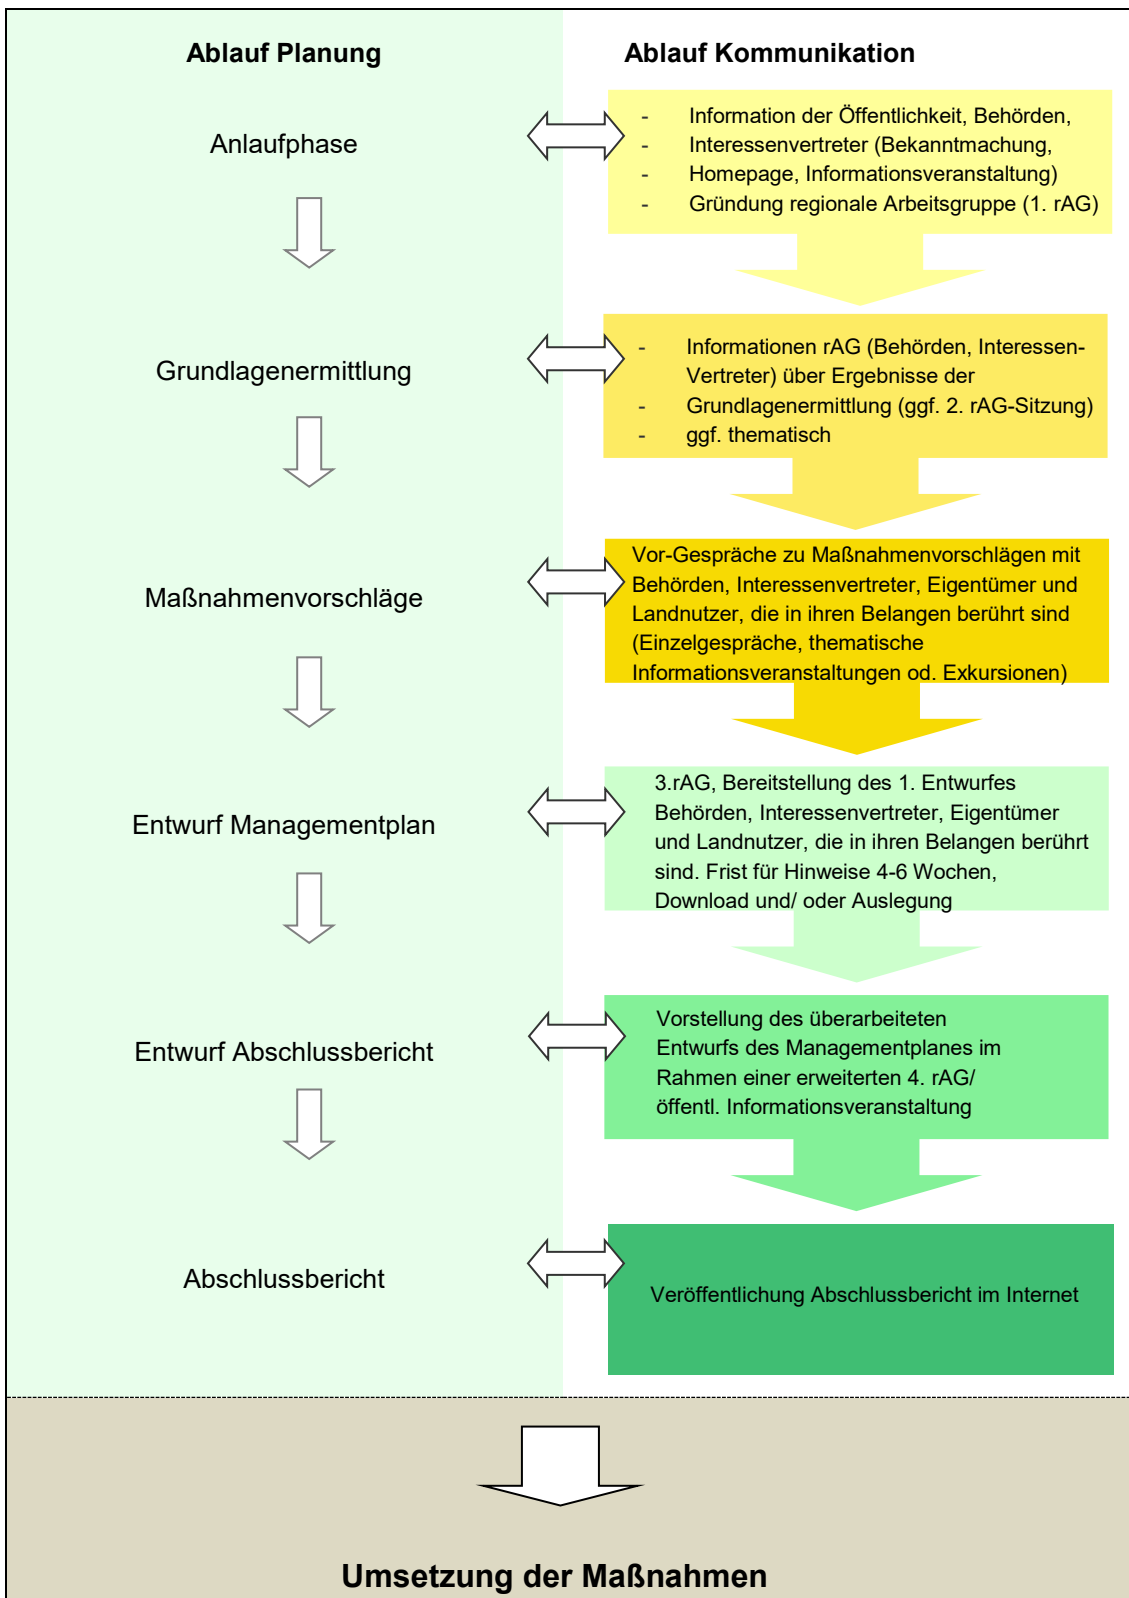 Ablauf Planung
Ablauf Kommunikation
Anlaufphase
- Information der Öffentlichkeit, Behörden,
- Interessenvertreter (Bekanntmachung,
- Homepage, Informationsveranstaltung)
- Gründung regionale Arbeitsgruppe (1. rAG)
Grundlagenermittlung
- Informationen rAG (Behörden, Interessen-
Vertreter) über Ergebnisse der
- Grundlagenermittlung (ggf. 2. rAG-Sitzung)
- ggf. thematisch
Maßnahmenvorschläge
Vor-Gespräche zu Maßnahmenvorschlägen mit
Behörden, Interessenvertreter, Eigentümer und
Landnutzer, die in ihren Belangen berührt sind
(Einzelgespräche, thematische
Informationsveranstaltungen od. Exkursionen)
Entwurf Managementplan
3.rAG, Bereitstellung des 1. Entwurfes
Behörden, Interessenvertreter, Eigentümer
und Landnutzer, die in ihren Belangen berührt
sind. Frist für Hinweise 4-6 Wochen,
Download und/ oder Auslegung
Entwurf Abschlussbericht
Vorstellung des überarbeiteten
Entwurfs des Managementplanes im
Rahmen einer erweiterten 4. rAG/
öffentl. Informationsveranstaltung
Abschlussbericht
Veröffentlichung Abschlussbericht im Internet
Umsetzung der Maßnahmen